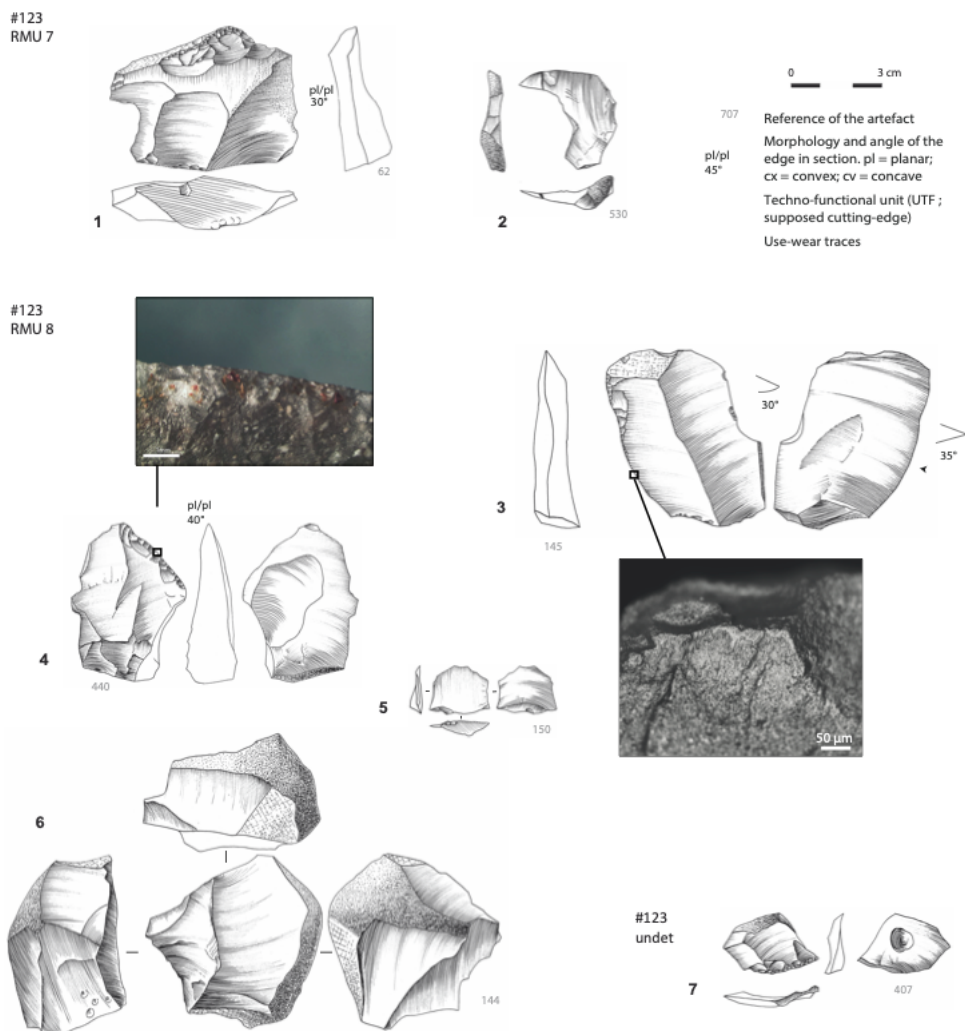 #123
RMU 7
pl/pl
30°
62
1
2
530
0 3 cm
707 Reference of the artefact
pl/pl
45°
Morphology and angle of the
edge in section. pl = planar;
cx = convex; cv = concave
Techno-functional unit (UTF ;
supposed cutting-edge)
Use-wear traces
#123
RMU 8
pl/pl
40°
4
440
3
145
30°
35°
50 µm
5
150
6
144
#123
undet
7
407